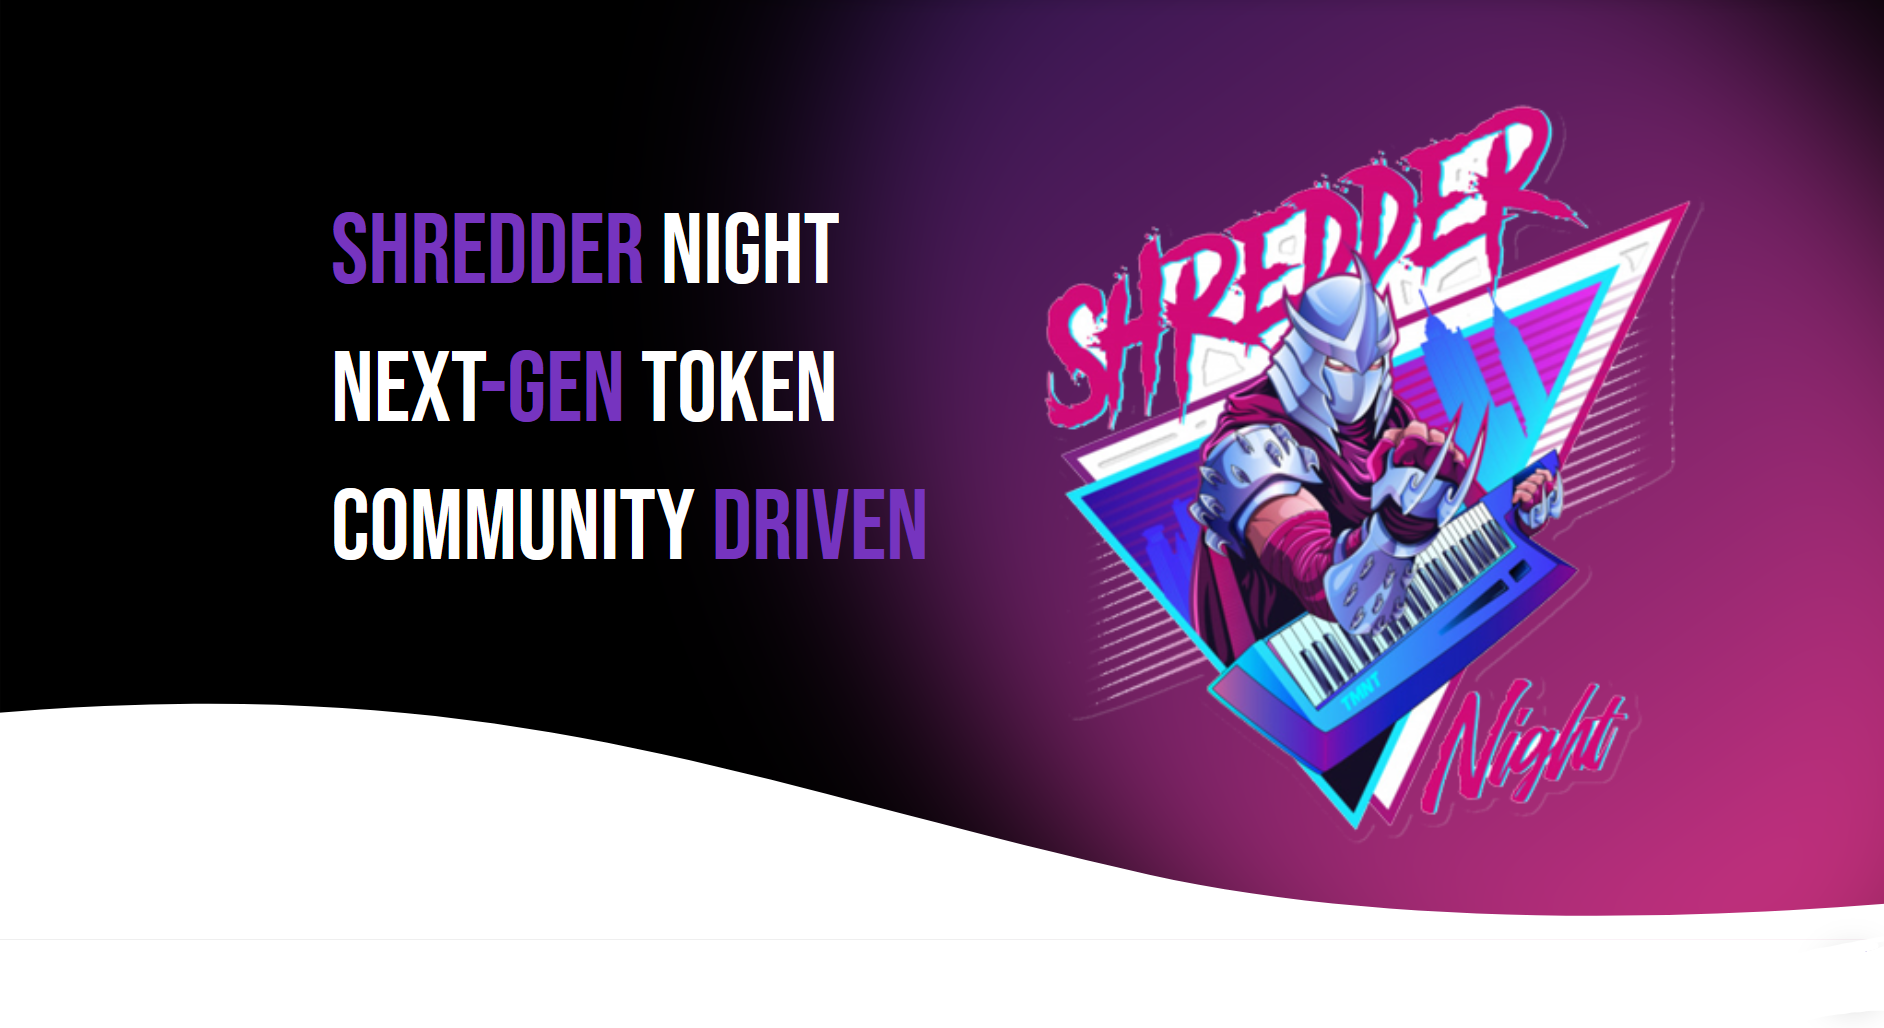 SHREDDER NIGHT
NEXT-GEN TOKEN
COMMUNITY DRIVEN
SHREDDER
TMNT
Night